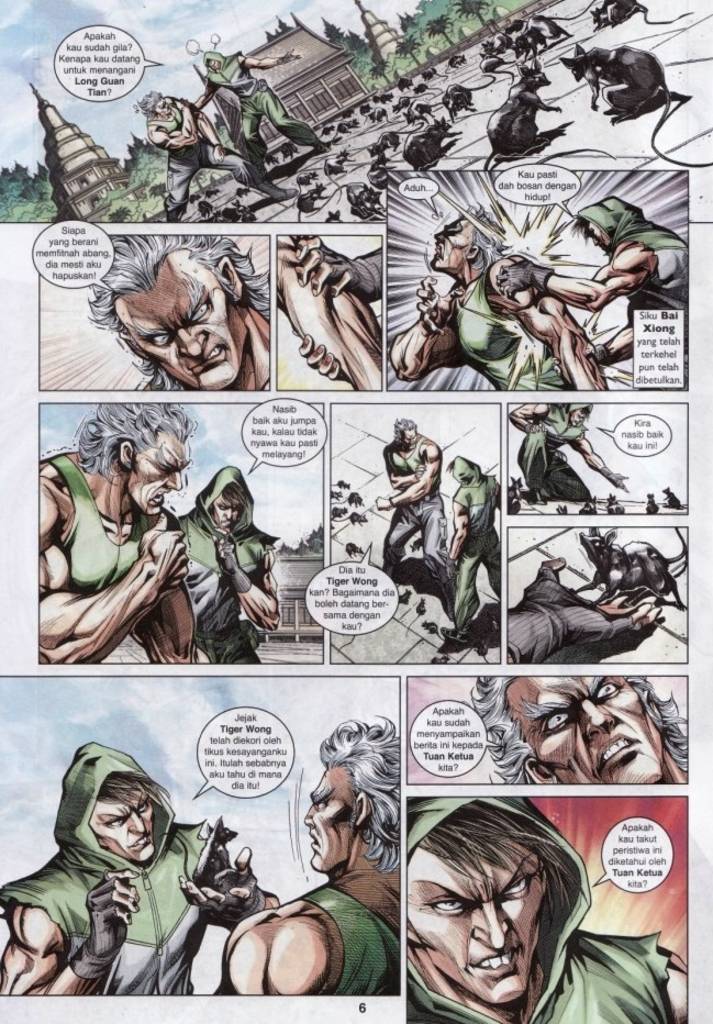 Apakah
kau sudah gila?
Kenapa kau datang
untuk menangani
Long Guan
Tian?
Siapa
yang berani
memfitnah abang,
dia mesti aku
hapuskan!
Aduh...
Kau pasti
dah bosan dengan
hidup!
Siku Bai
Xiong
yang telah
terkehel
pun telah
dibetulkan.
Nasib
baik aku jumpa
kau, kalau tidak
nyawa kau pasti
melayang!
Dia itu
Tiger Wong
kan? Bagaimana dia
boleh datang ber-
sama dengan
kau?
Kira
nasib baik
kau ini!
Jejak
Tiger Wong
telah diekori oleh
tikus kesayanganku
ini. Itulah sebabnya
aku tahu di mana
dia itu!
Apakah
kau sudah
menyampaikan
berita ini kepada
Tuan Ketua
kita?
Apakah
kau takut
peristiwa ini
diketahui oleh
Tuan Ketua
kita?
6